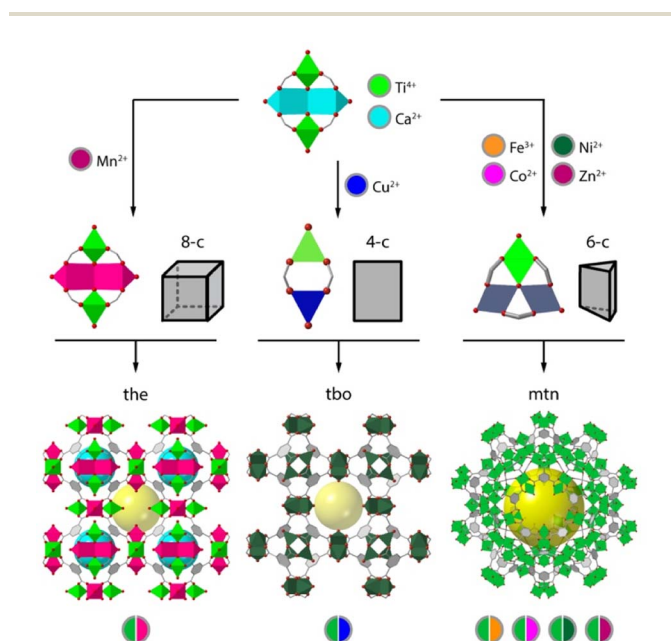 Ti⁴⁺
Ca²⁺
Mn²⁺
Cu²⁺
Fe³⁺
Ni²⁺
Co²⁺
Zn²⁺
8-c
4-c
6-c
the
tbo
mtn